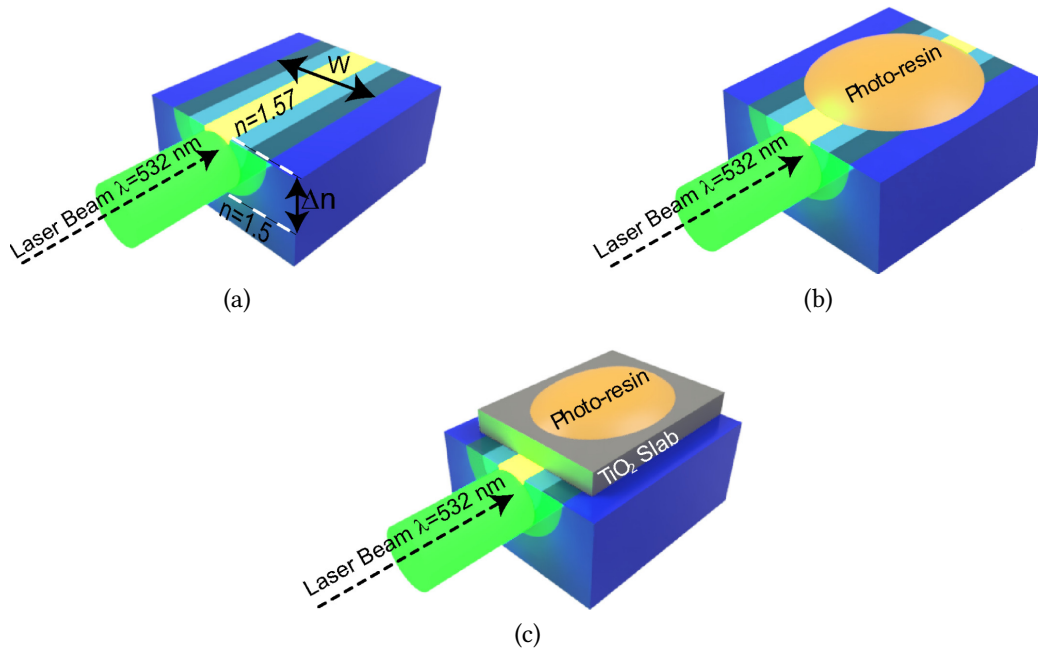 W
n=1.57
Δn
n=1.5
Laser Beam λ=532 nm
(a)
Photo-resin
Laser Beam λ=532 nm
(b)
Photo-resin
TiO₂ Slab
Laser Beam λ=532 nm
(c)